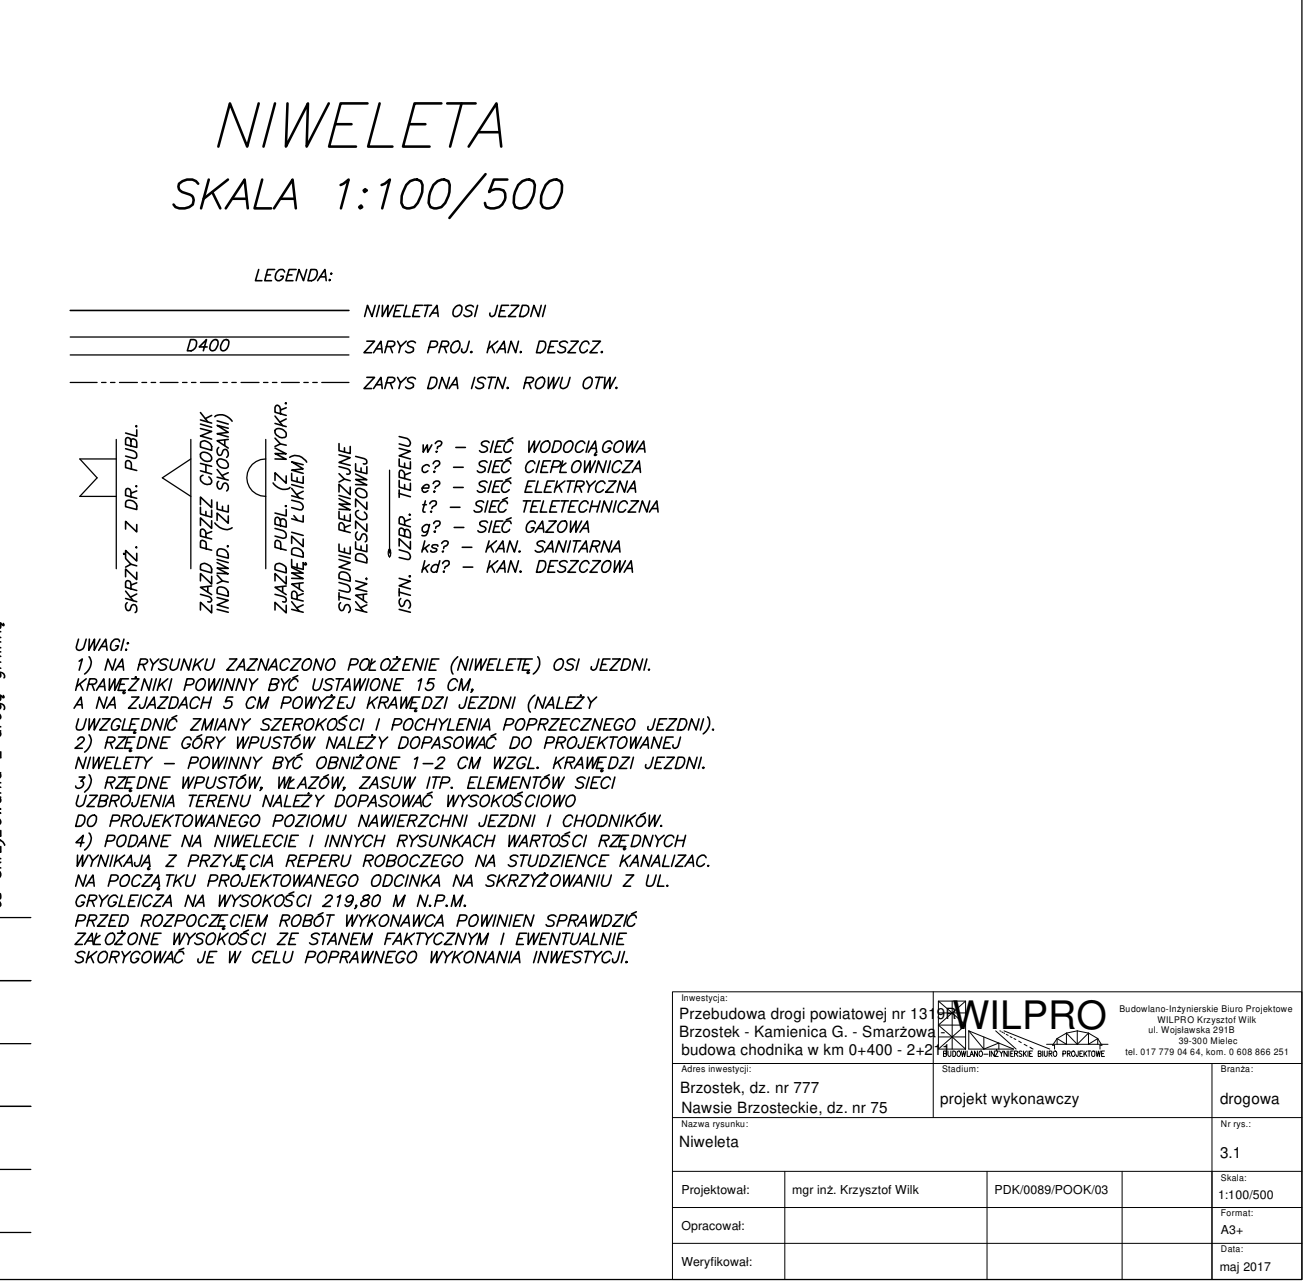 NIWELETA
SKALA 1:100/500
LEGENDA:
NIWELETA OSI JEZDNI
D400
ZARYS PROJ. KAN. DESZCZ.
ZARYS DNA ISTN. ROWU OTW.
SKRZYŻ. Z DR. PUBL.
ZJAZD PRZEZ CHODNIK
INDYWID. (ZE SKOSAMI)
ZJAZD PUBL. (Z WYOKR.
KRAWĘDZI ŁUKIEM)
STUDNIE REWIZYJNE
KAN. DESZCZOWEJ
ISTN. UZBR. TERENU
w? – SIEĆ WODOCIĄGOWA
c? – SIEĆ CIEPŁOWNICZA
e? – SIEĆ ELEKTRYCZNA
t? – SIEĆ TELETECHNICZNA
g? – SIEĆ GAZOWA
ks? – KAN. SANITARNA
kd? – KAN. DESZCZOWA
UWAGI:
1) NA RYSUNKU ZAZNACZONO POŁOŻENIE (NIWELETĘ) OSI JEZDNI.
KRAWĘŻNIKI POWINNY BYĆ USTAWIONE 15 CM,
A NA ZJAZDACH 5 CM POWYŻEJ KRAWĘDZI JEZDNI (NALEŻY
UWZGLĘDNIĆ ZMIANY SZEROKOŚCI I POCHYLENIA POPRZECZNEGO JEZDNI).
2) RZĘDNE GÓRY WPUSTÓW NALEŻY DOPASOWAĆ DO PROJEKTOWANEJ
NIWELETY – POWINNY BYĆ OBNIŻONE 1–2 CM WZGL. KRAWĘDZI JEZDNI.
3) RZĘDNE WPUSTÓW, WŁAZÓW, ZASUW ITP. ELEMENTÓW SIECI
UZBROJENIA TERENU NALEŻY DOPASOWAĆ WYSOKOŚCIOWO
DO PROJEKTOWANEGO POZIOMU NAWIERZCHNI JEZDNI I CHODNIKÓW.
4) PODANE NA NIWELECIE I INNYCH RYSUNKACH WARTOŚCI RZĘDNYCH
WYNIKAJĄ Z PRZYJĘCIA REPERU ROBOCZEGO NA STUDZIENCE KANALIZAC.
NA POCZĄTKU PROJEKTOWANEGO ODCINKA NA SKRZYŻOWANIU Z UL.
GRYGLEICZA NA WYSOKOŚCI 219,80 M N.P.M.
PRZED ROZPOCZĘCIEM ROBÓT WYKONAWCA POWINIEN SPRAWDZIĆ
ZAŁOŻONE WYSOKOŚCI ZE STANEM FAKTYCZNYM I EWENTUALNIE
SKORYGOWAĆ JE W CELU POPRAWNEGO WYKONANIA INWESTYCJI.
Inwestycja:
Przebudowa drogi powiatowej nr 1319R
Brzostek - Kamienica G. - Smarżowa -
budowa chodnika w km 0+400 - 2+211
WILPRO
BUDOWLANO–INŻYNIERSKIE BIURO PROJEKTOWE
Budowlano-Inżynierskie Biuro Projektowe
WILPRO Krzysztof Wilk
ul. Wojsławska 291B
39-300 Mielec
tel. 017 779 04 64, kom. 0 608 866 251
Adres inwestycji:
Brzostek, dz. nr 777
Nawsie Brzosteckie, dz. nr 75
Stadium:
projekt wykonawczy
Branża:
drogowa
Nazwa rysunku:
Niweleta
Nr rys.:
3.1
Projektował: mgr inż. Krzysztof Wilk PDK/0089/POOK/03
Skala:
1:100/500
Opracował:
Format:
A3+
Weryfikował:
Data:
maj 2017